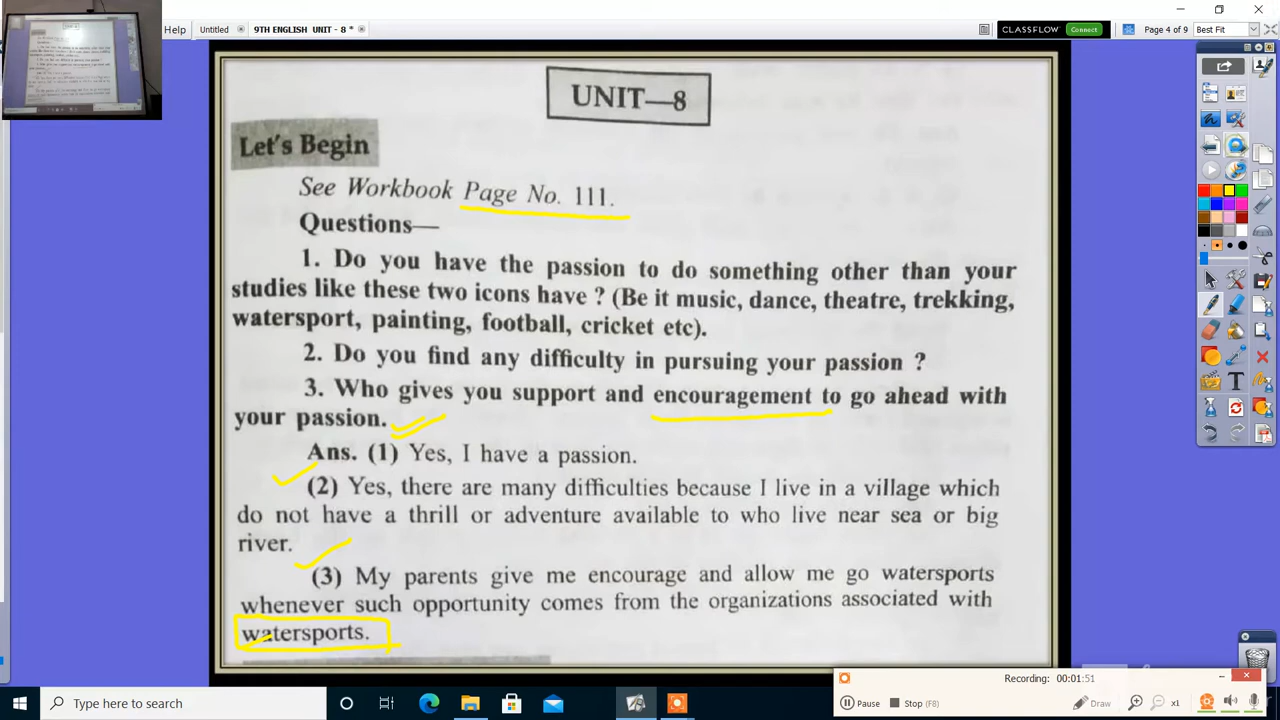 Help
Untitled
9TH ENGLISH UNIT - 8 *
CLASSFLOW
Connect
Page 4 of 9
Best Fit
UNIT—8
Let's Begin
See Workbook Page No. 111.
Questions—
1. Do you have the passion to do something other than your
studies like these two icons have ? (Be it music, dance, theatre, trekking,
watersport, painting, football, cricket etc).
2. Do you find any difficulty in pursuing your passion ?
3. Who gives you support and encouragement to go ahead with
your passion.
Ans. (1) Yes, I have a passion.
(2) Yes, there are many difficulties because I live in a village which
do not have a thrill or adventure available to who live near sea or big
river.
(3) My parents give me encourage and allow me go watersports
whenever such opportunity comes from the organizations associated with
watersports.
Recording: 00:01:51
Pause
Stop (F8)
Draw
x1
Type here to search